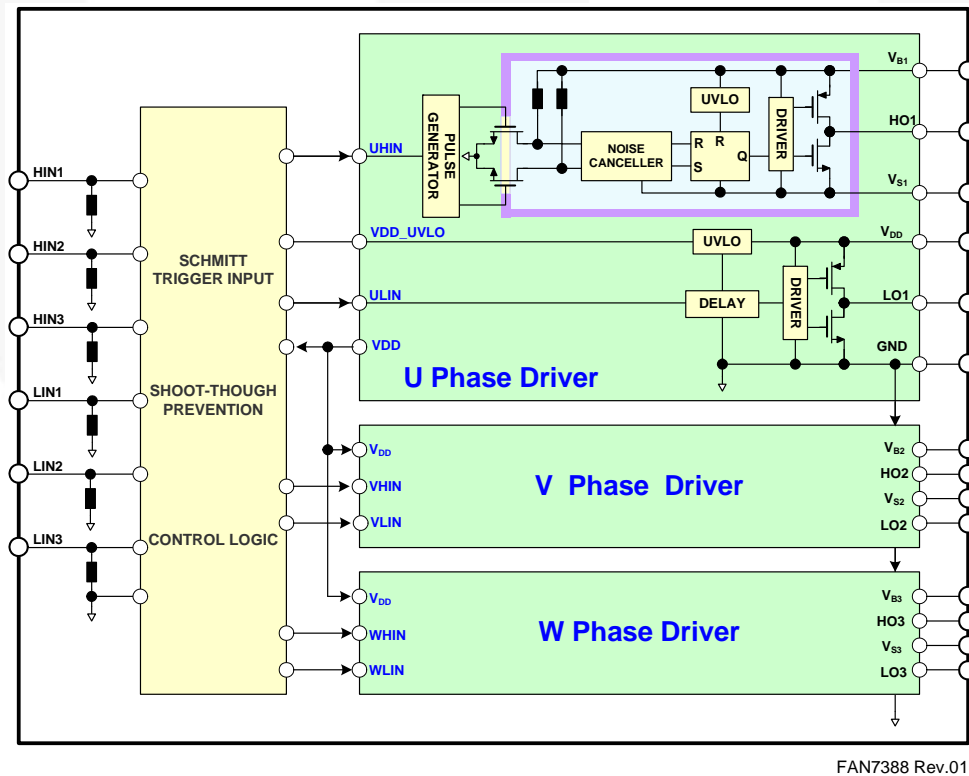 HIN1
HIN2
HIN3
LIN1
LIN2
LIN3
SCHMITT
TRIGGER INPUT
SHOOT-THOUGH
PREVENTION
CONTROL LOGIC
UHIN
VDD_UVLO
ULIN
VDD
PULSE
GENERATOR
NOISE
CANCELLER
UVLO
R
R
S
Q
DRIVER
UVLO
DELAY
DRIVER
U Phase Driver
VB1
HO1
VS1
VDD
LO1
GND
VDD
VHIN
VLIN
V Phase Driver
VB2
HO2
VS2
LO2
VDD
WHIN
WLIN
W Phase Driver
VB3
HO3
VS3
LO3
FAN7388 Rev.01